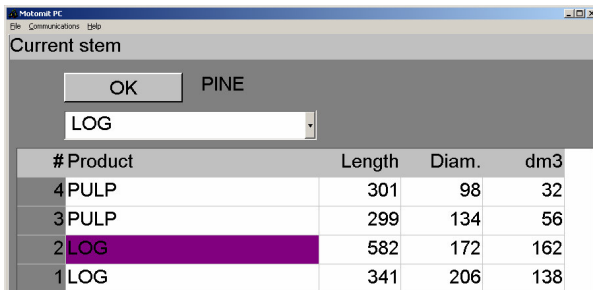 Motomit PC
File Communications Help
Current stem
OK PINE
LOG
# Product Length Diam. dm3
4 PULP 301 98 32
3 PULP 299 134 56
2 LOG 582 172 162
1 LOG 341 206 138